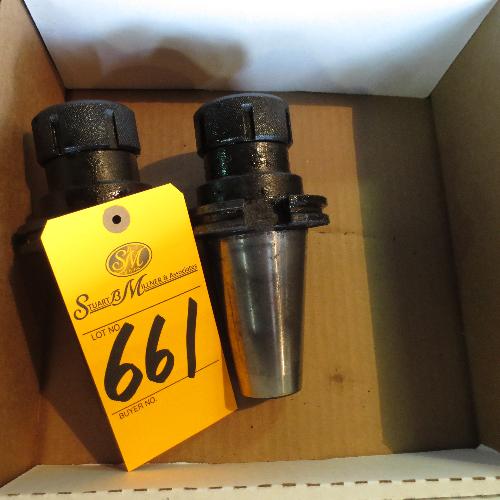 SM
STUART B MILLNER & ASSOCIATES
LOT NO.
661
BUYER NO.